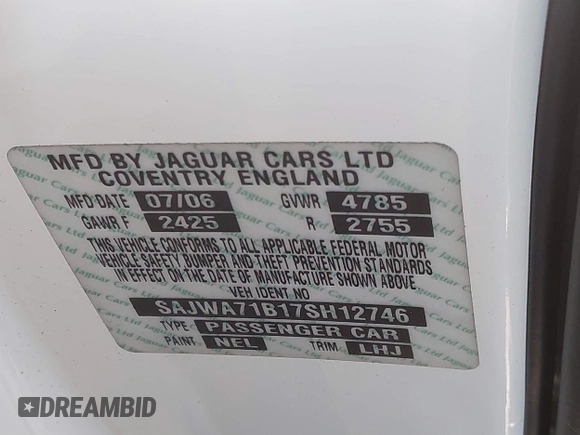 MFD BY JAGUAR CARS LTD
COVENTRY ENGLAND
MFD DATE 07/06 GVWR 4785
GAWR F 2425 R 2755
THIS VEHICLE CONFORMS TO ALL APPLICABLE FEDERAL MOTOR
VEHICLE SAFETY BUMPER AND THEFT PREVENTION STANDARDS
IN EFFECT ON THE DATE OF MANUFACTURE SHOWN ABOVE
VEH IDENT NO
SAJWA71B17SH12746
TYPE PASSENGER CAR
PAINT NEL TRIM LHJ
DREAMBID